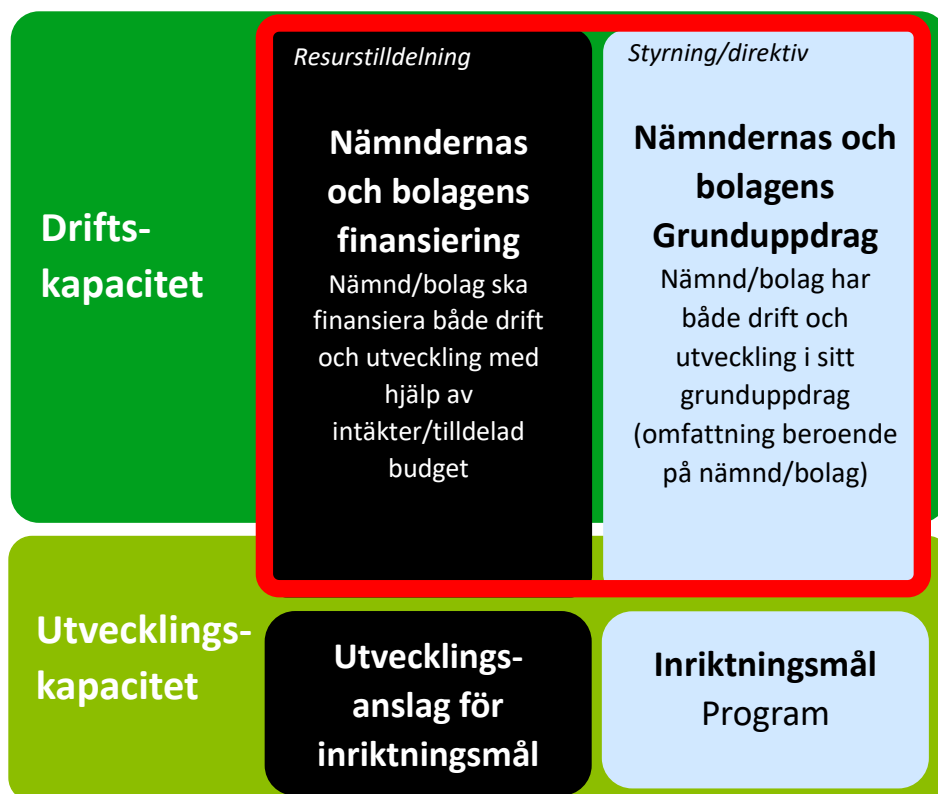 Drifts-
kapacitet
Resurstilldelning
Nämndernas
och bolagens
finansiering
Nämnd/bolag ska
finansiera både drift
och utveckling med
hjälp av
intäkter/tilldelad
budget
Styrning/direktiv
Nämndernas och
bolagens
Grunduppdrag
Nämnd/bolag har
både drift och
utveckling i sitt
grunduppdrag
(omfattning beroende
på nämnd/bolag)
Utvecklings-
kapacitet
Utvecklings-
anslag för
inriktningsmål
Inriktningsmål
Program